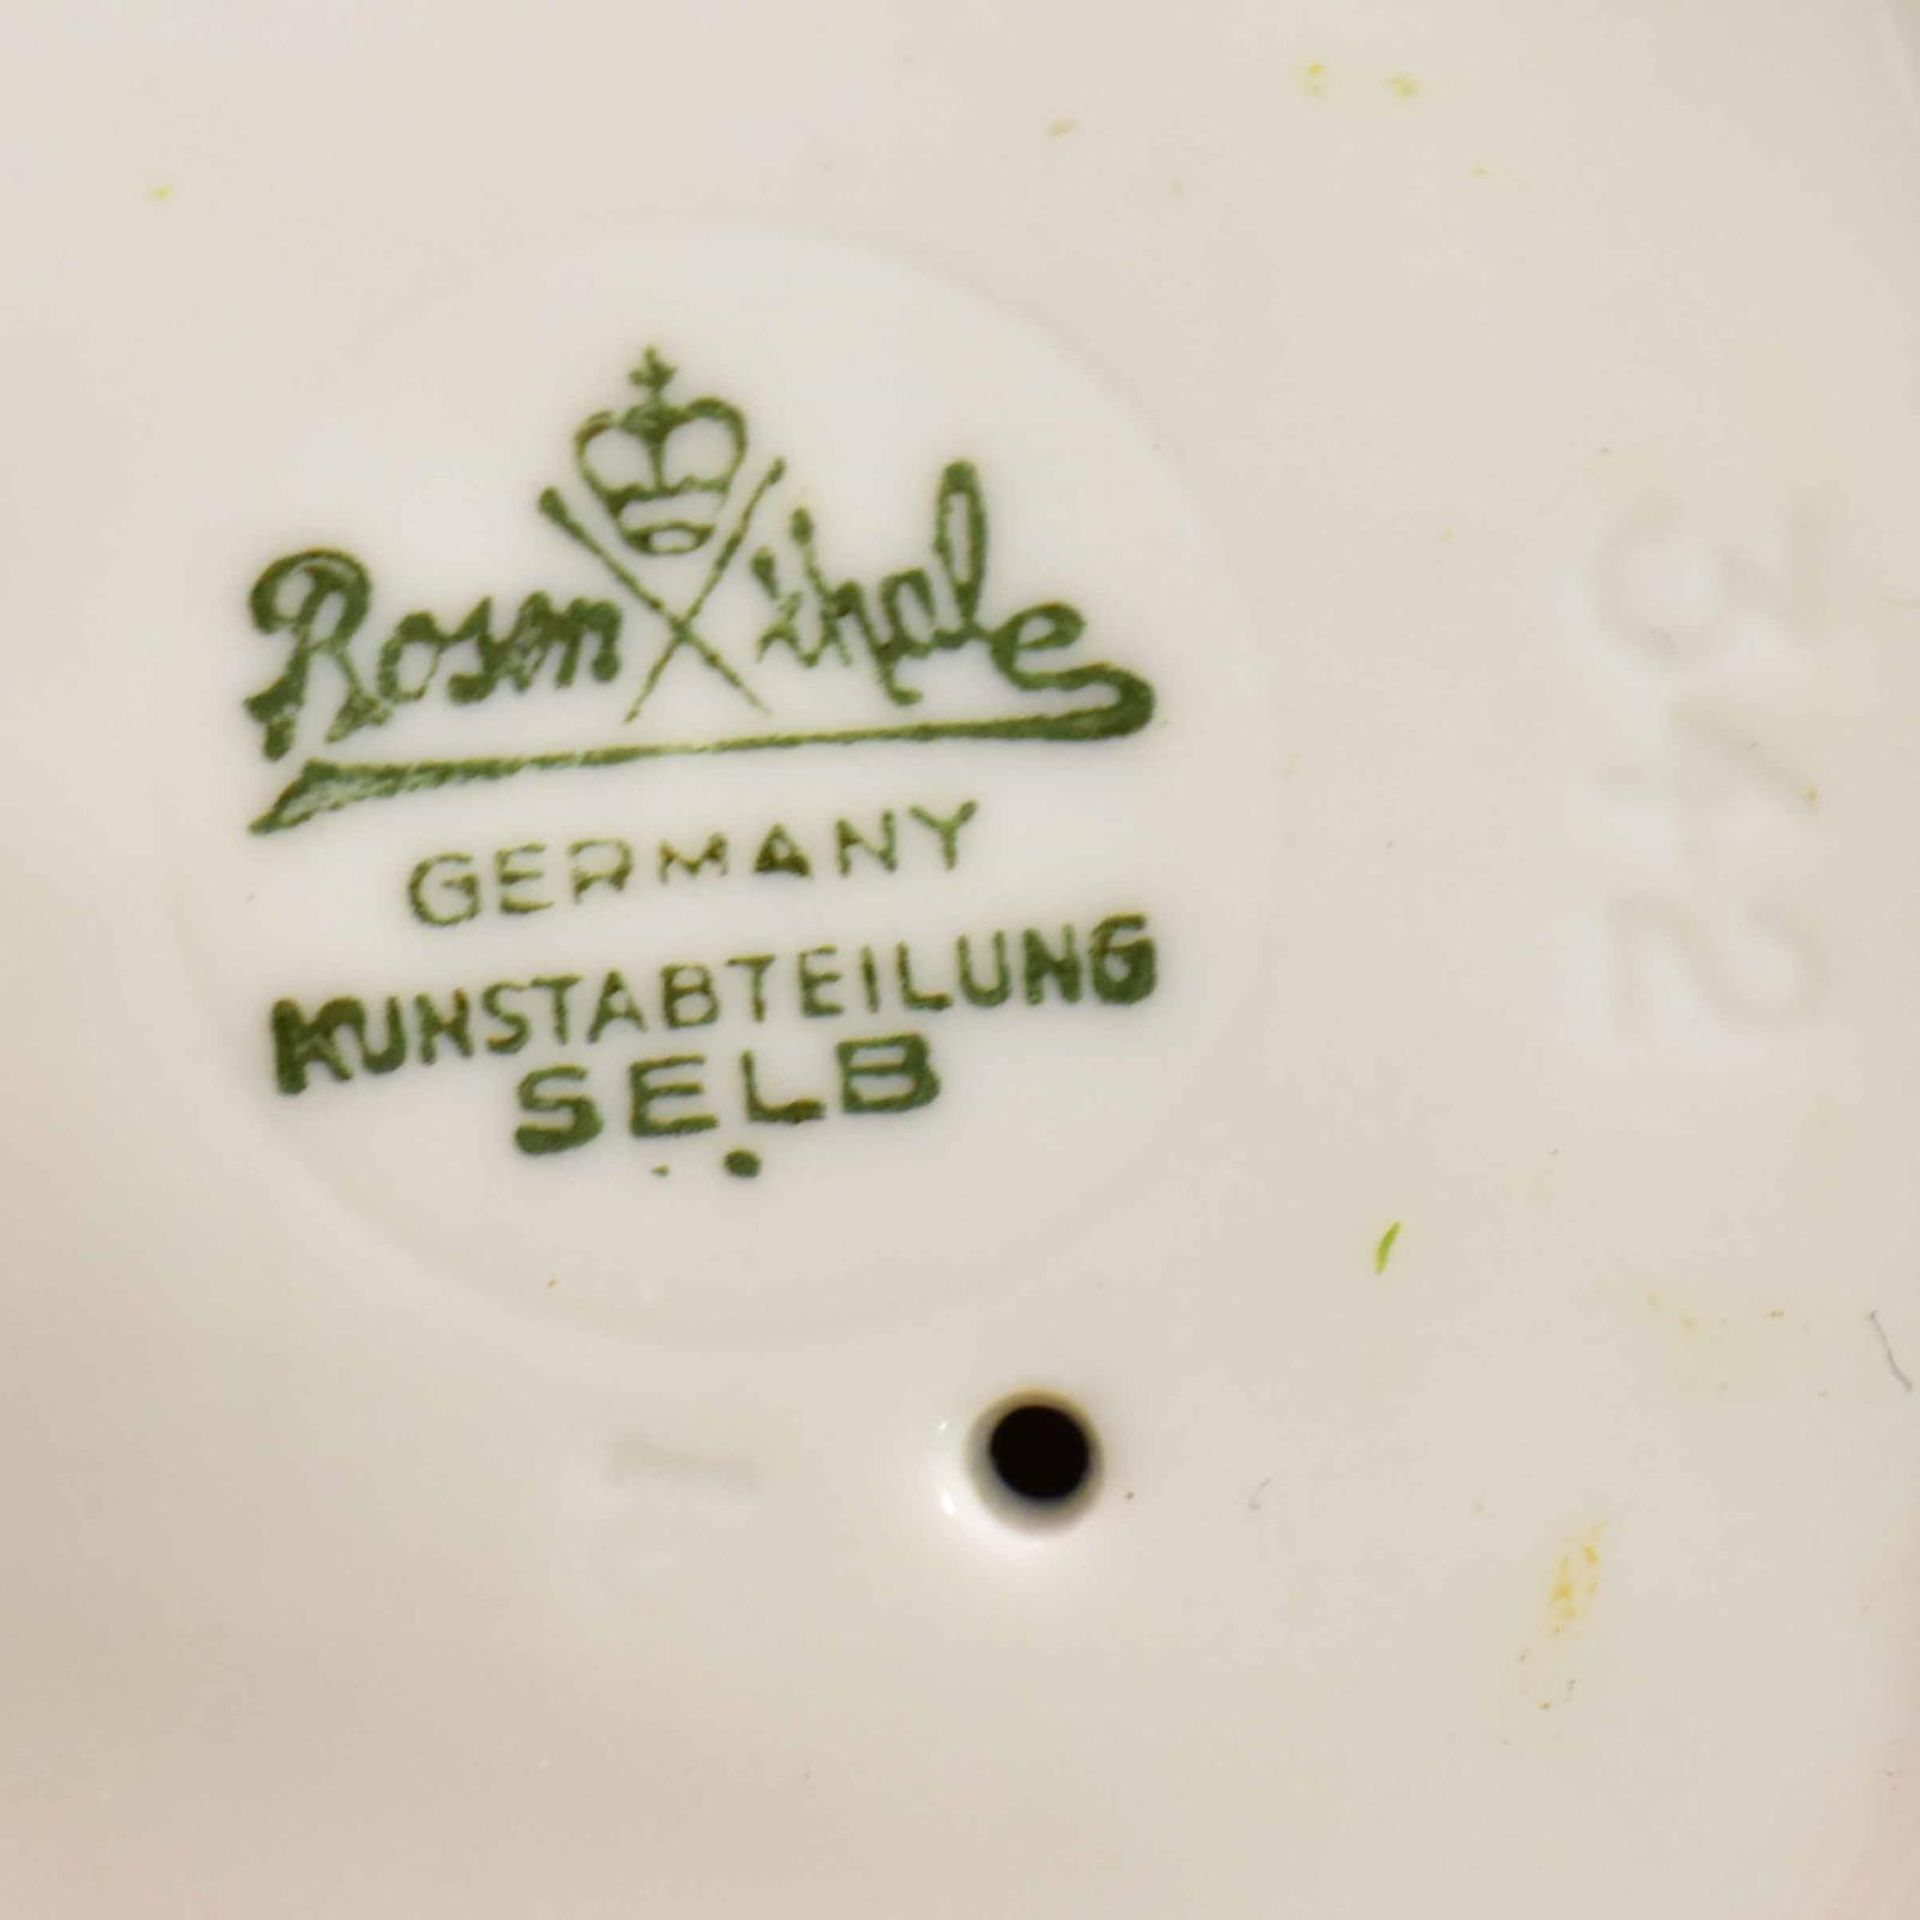 Rosenthal
GERMANY
KUNSTABTEILUNG
SELB